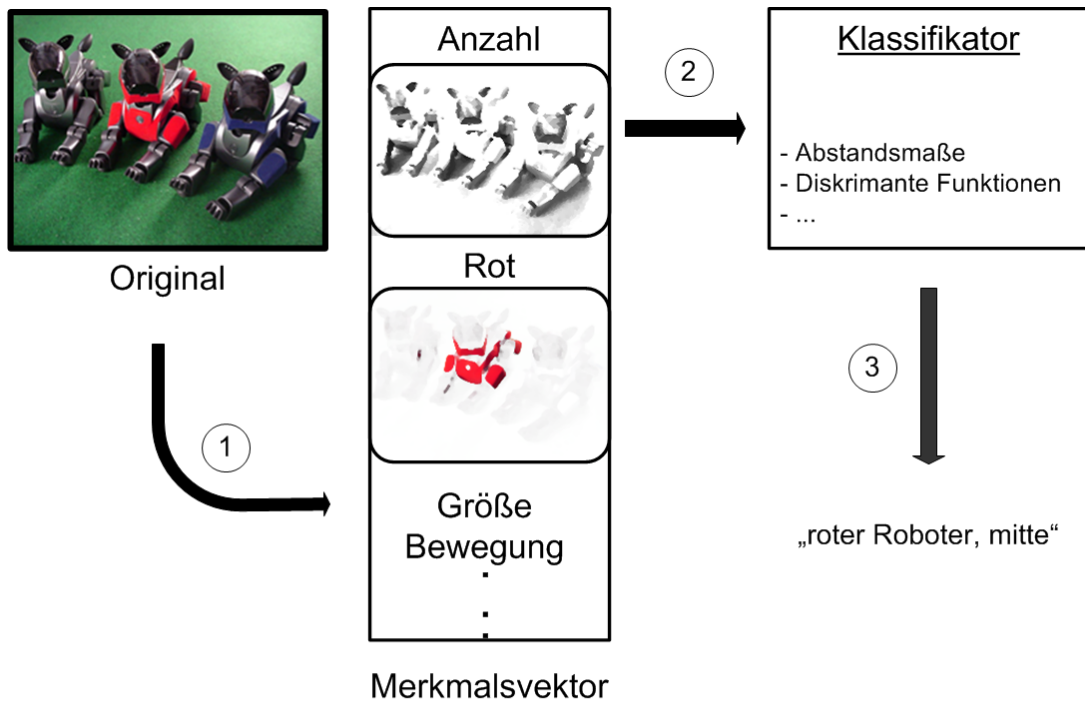 Original
1
Anzahl
Rot
Größe
Bewegung
.
.
.
Merkmalsvektor
2
Klassifikator
- Abstandsmaße
- Diskrimante Funktionen
- ...
3
„roter Roboter, mitte“